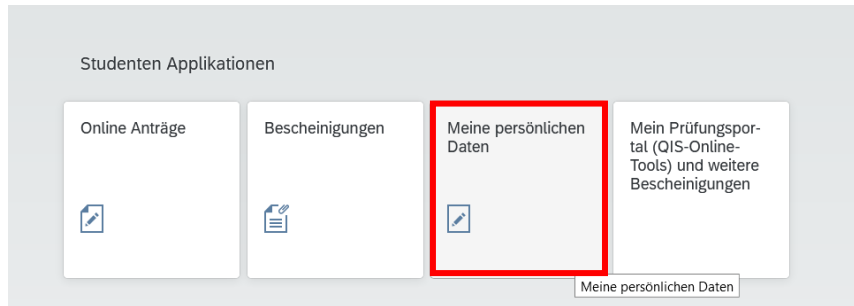 Studenten Applikationen
Online Anträge
Bescheinigungen
Meine persönlichen
Daten
Mein Prüfungspor-
tal (QIS-Online-
Tools) und weitere
Bescheinigungen
Meine persönlichen Daten